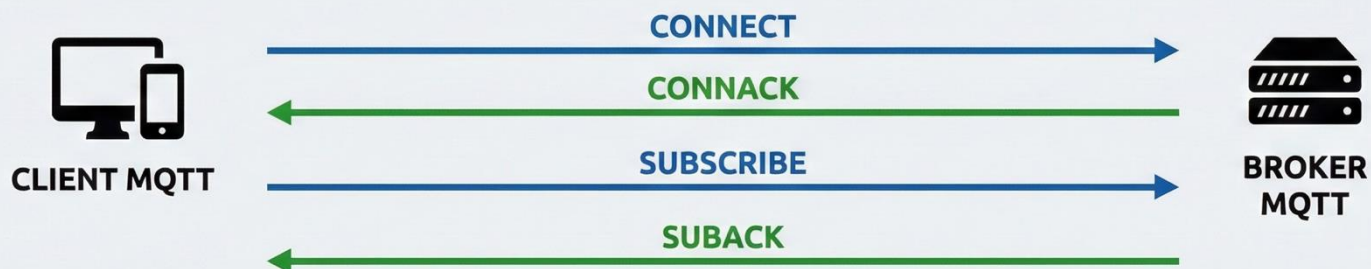 CONNECT
CONNACK
CLIENT MQTT
SUBSCRIBE
BROKER
MQTT
SUBACK